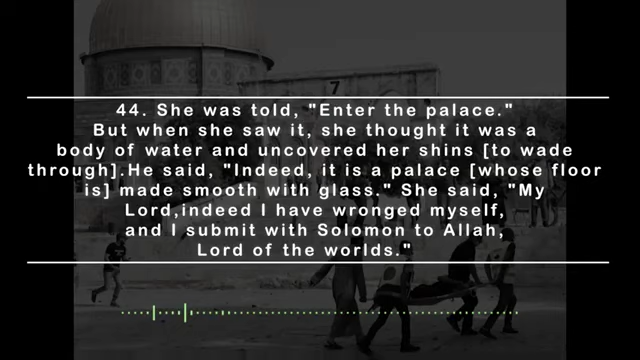 7
44. She was told, "Enter the palace."
But when she saw it, she thought it was a
body of water and uncovered her shins [to wade
through].He said, "Indeed, it is a palace [whose floor
is] made smooth with glass." She said, "My
Lord,indeed I have wronged myself,
and I submit with Solomon to Allah,
Lord of the worlds."